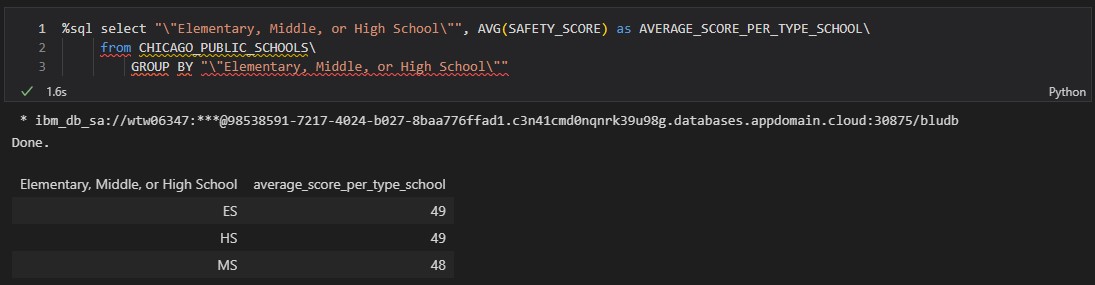 1 %sql select "\"Elementary, Middle, or High School\"", AVG(SAFETY_SCORE) as AVERAGE_SCORE_PER_TYPE_SCHOOL\
2 from CHICAGO_PUBLIC_SCHOOLS\
3 GROUP BY "\"Elementary, Middle, or High School\""
1.6s Python
* ibm_db_sa://wtw06347:***@98538591-7217-4024-b027-8baa776ffad1.c3n41cmd0nqnrk39u98g.databases.appdomain.cloud:30875/bludb
Done.
Elementary, Middle, or High School average_score_per_type_school
ES 49
HS 49
MS 48